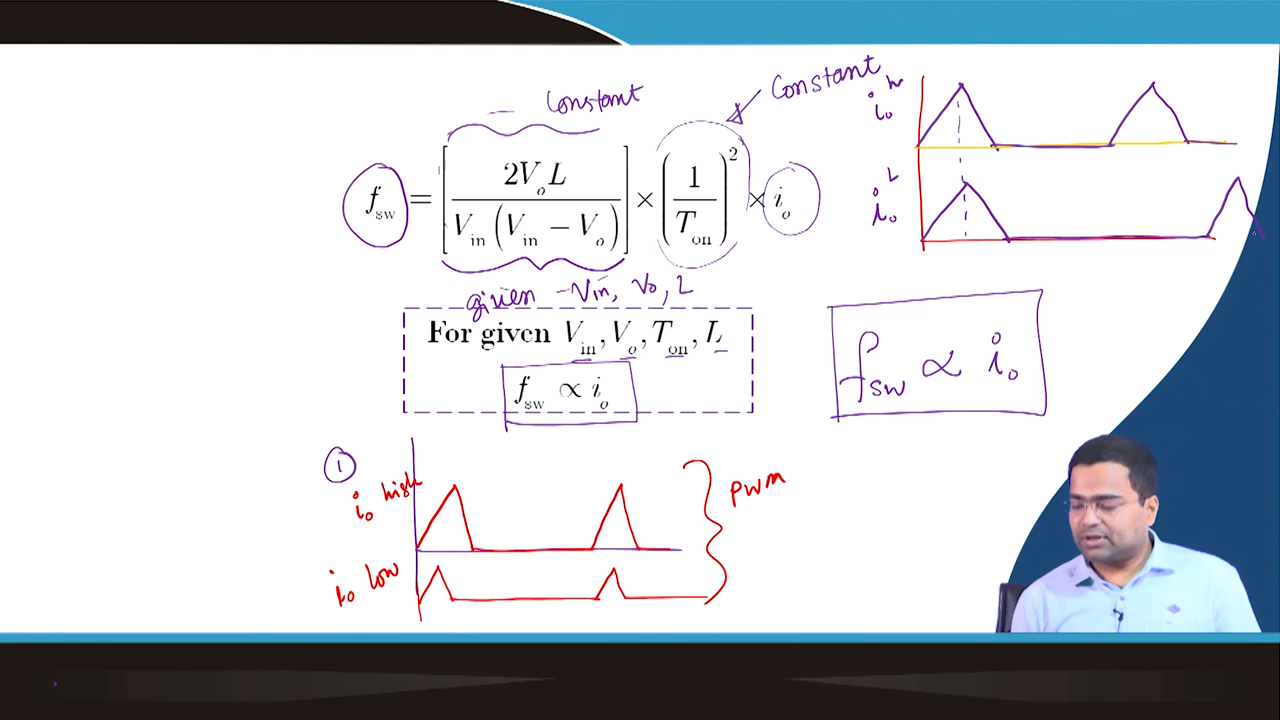 Constant
Constant
f_sw = [2V_o L / V_in (V_in − V_o)] × (1 / T_on)^2 × i_o
given - Vin, Vo, L
For given V_in, V_o, T_on, L
f_sw ∝ i_o
i_o^h
i_o^L
f_sw ∝ i_o
1
i_o high
i_o low
PWM